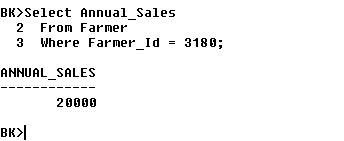 BK>Select Annual_Sales
2 From Farmer
3 Where Farmer_Id = 3180;
ANNUAL_SALES
------------
20000
BK>